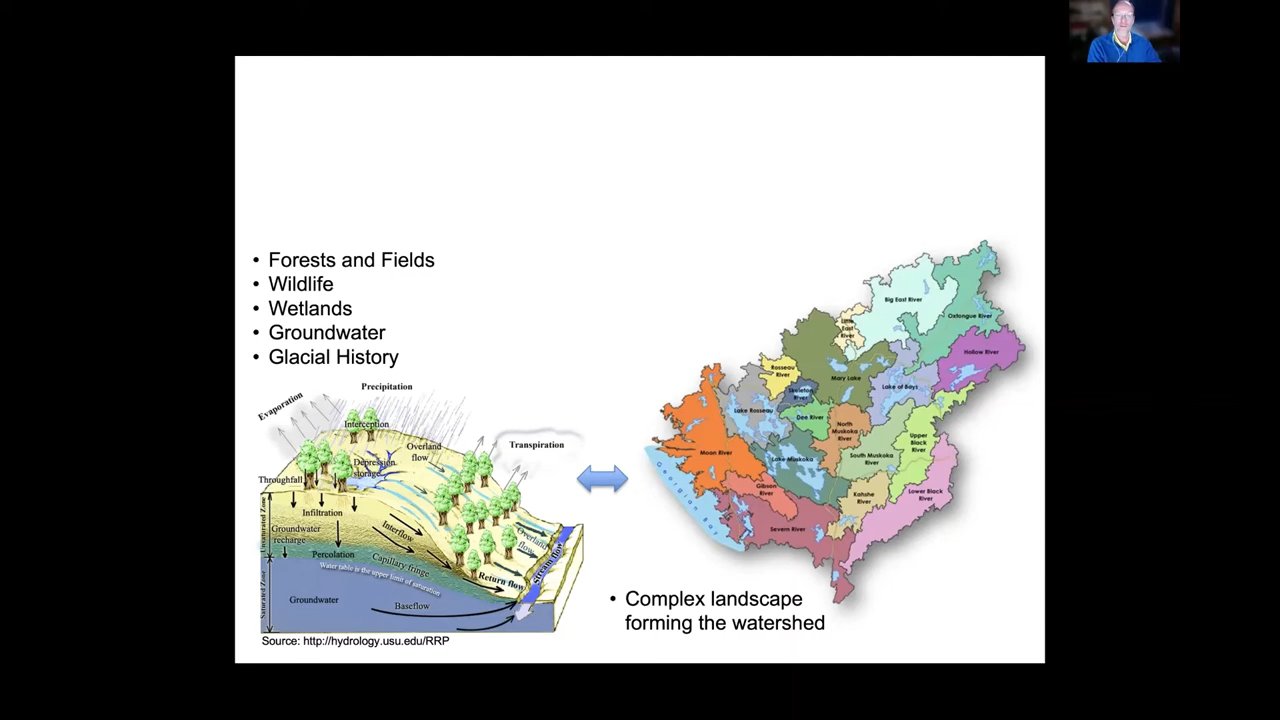 • Forests and Fields
• Wildlife
• Wetlands
• Groundwater
• Glacial History
Precipitation
Evaporation
Interception
Overland
flow
Transpiration
Depression
storage
Throughfall
Infiltration
Unsaturated Zone
Groundwater
recharge
Interflow
Overland
flow
Percolation
Capillary fringe
Water table is the upper limit of saturation
Return flow
Stream flow
Saturated Zone
Groundwater
Baseflow
Source: http://hydrology.usu.edu/RRP
Big East River
Oxtongue River
Little
East
River
Hollow River
Rosseau
River
Mary Lake
Lake of Bays
Skeleton
River
Lake Rosseau
Dee River
North
Muskoka
River
Upper
Black
River
Moon River
Lake Muskoka
South Muskoka
River
Gibson
River
Kahshe
River
Lower Black
River
Georgian Bay
Severn River
• Complex landscape
forming the watershed